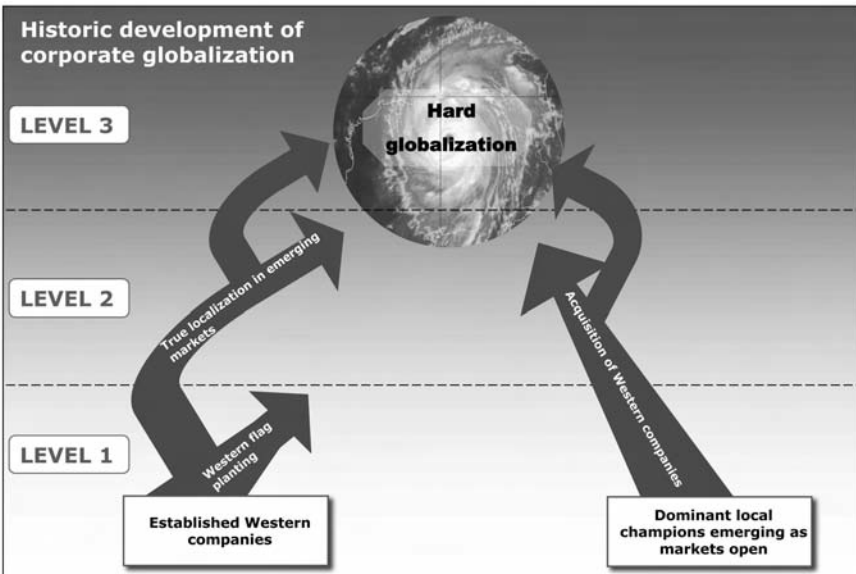 Historic development of
corporate globalization
Hard
globalization
LEVEL 3
True localization in emerging
markets
LEVEL 2
Acquisition of Western companies
LEVEL 1
Western flag
planting
Established Western
companies
Dominant local
champions emerging as
markets open